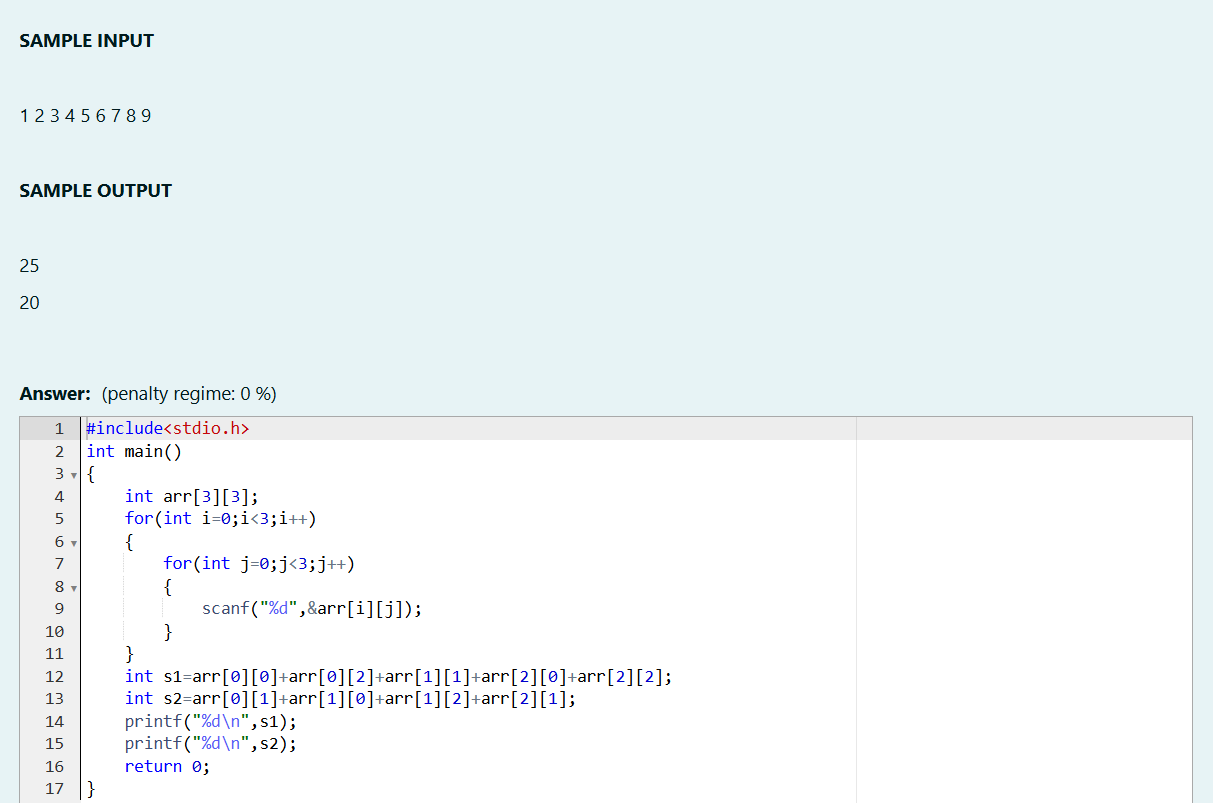 SAMPLE INPUT
1 2 3 4 5 6 7 8 9
SAMPLE OUTPUT
25
20
Answer: (penalty regime: 0 %)
1 #include<stdio.h>
2 int main()
3 {
4     int arr[3][3];
5     for(int i=0;i<3;i++)
6     {
7         for(int j=0;j<3;j++)
8         {
9             scanf("%d",&arr[i][j]);
10         }
11     }
12     int s1=arr[0][0]+arr[0][2]+arr[1][1]+arr[2][0]+arr[2][2];
13     int s2=arr[0][1]+arr[1][0]+arr[1][2]+arr[2][1];
14     printf("%d\n",s1);
15     printf("%d\n",s2);
16     return 0;
17 }